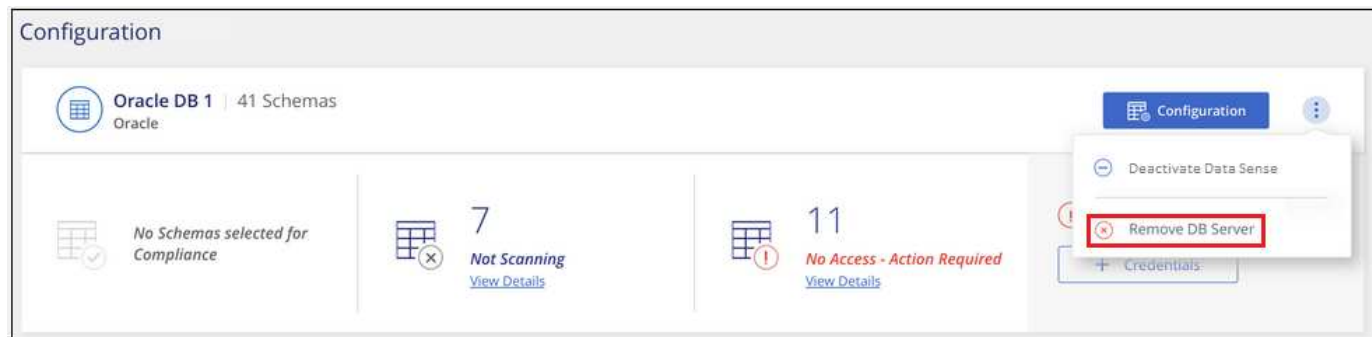 Configuration
Oracle DB 1 | 41 Schemas
Oracle
Configuration
Deactivate Data Sense
Remove DB Server
No Schemas selected for
Compliance
7
Not Scanning
View Details
11
No Access - Action Required
View Details
+ Credentials